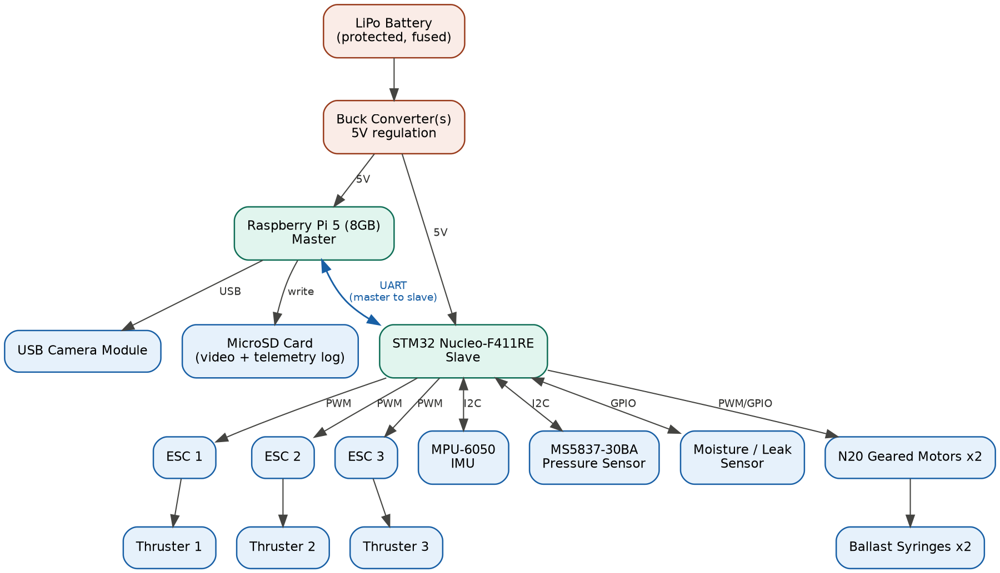 LiPo Battery
(protected, fused)
Buck Converter(s)
5V regulation
5V
5V
Raspberry Pi 5 (8GB)
Master
USB
write
UART
(master to slave)
USB Camera Module
MicroSD Card
(video + telemetry log)
STM32 Nucleo-F411RE
Slave
PWM
PWM
PWM
I2C
I2C
GPIO
PWM/GPIO
ESC 1
ESC 2
ESC 3
MPU-6050
IMU
MS5837-30BA
Pressure Sensor
Moisture / Leak
Sensor
N20 Geared Motors x2
Thruster 1
Thruster 2
Thruster 3
Ballast Syringes x2